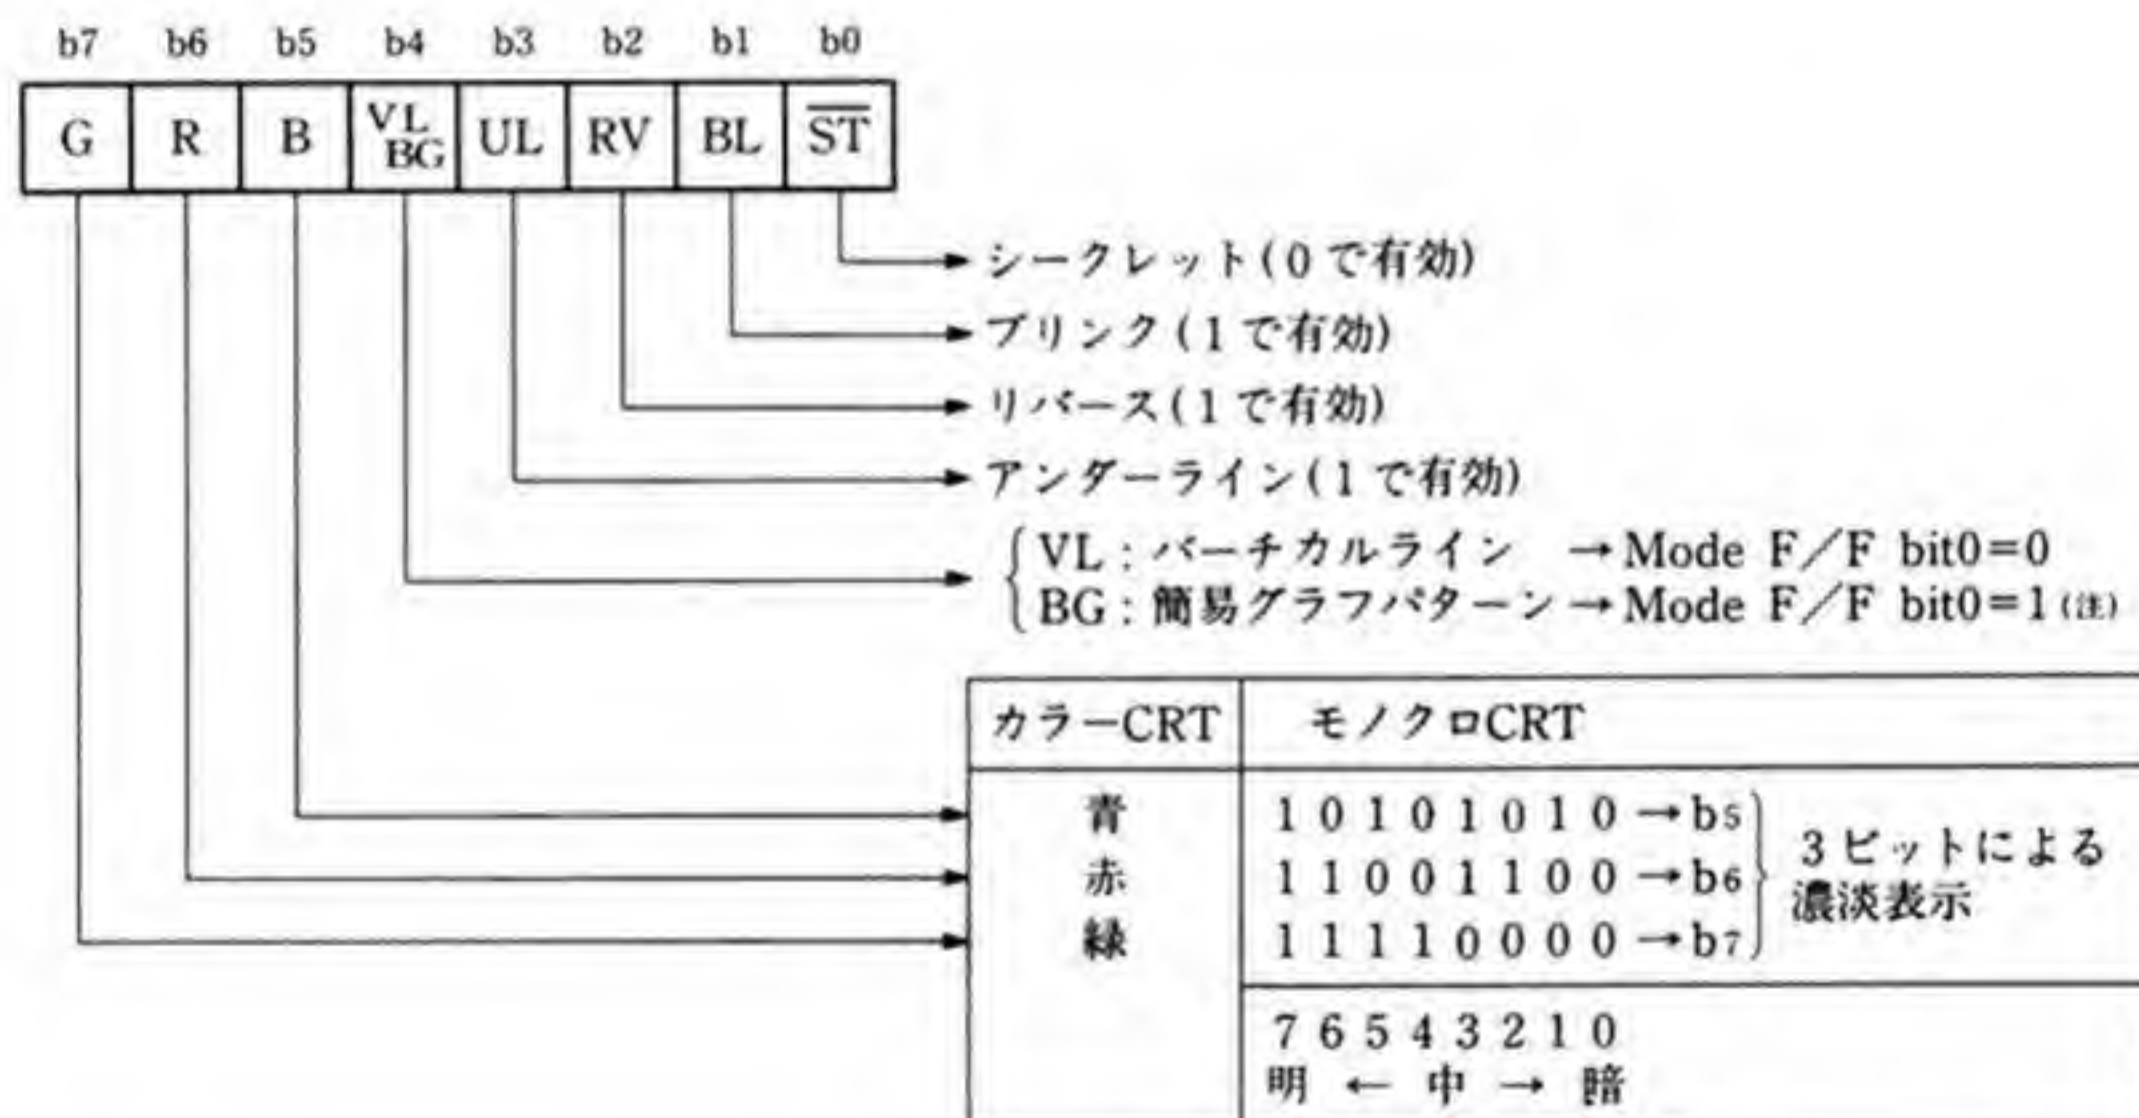 b7 b6 b5 b4 b3 b2 b1 b0
G R B VL BG UL RV BL S̅T̅
シークレット(0で有効)
ブリンク(1で有効)
リバース(1で有効)
アンダーライン(1で有効)
VL:バーチカルライン →Mode F/F bit0=0
BG:簡易グラフパターン→Mode F/F bit0=1(注)
カラーCRT モノクロCRT
青 1 0 1 0 1 0 1 0→b5
赤 1 1 0 0 1 1 0 0→b6
緑 1 1 1 1 0 0 0 0→b7
3ビットによる
濃淡表示
7 6 5 4 3 2 1 0
明 ← 中 → 暗